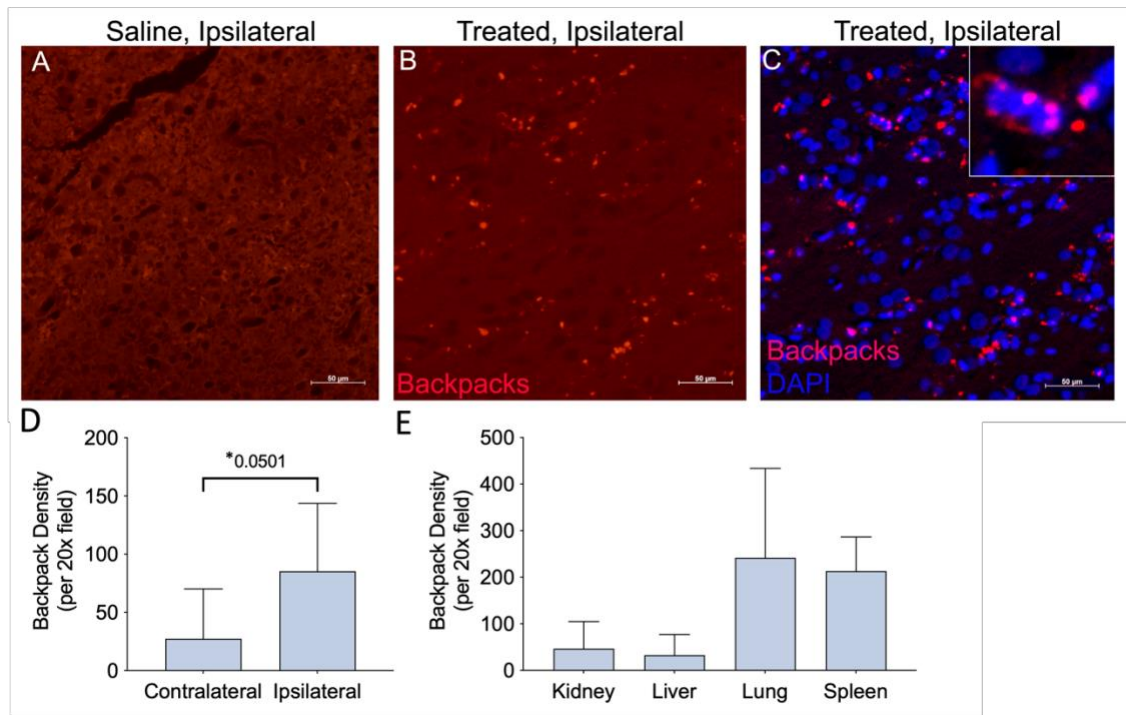 Saline, Ipsilateral
Treated, Ipsilateral
Treated, Ipsilateral
A
B
C
50 µm
Backpacks
50 µm
Backpacks
DAPI
50 µm
D
Backpack Density
(per 20x field)
200
150
100
50
0
*0.0501
Contralateral
Ipsilateral
E
Backpack Density
(per 20x field)
500
400
300
200
100
0
Kidney
Liver
Lung
Spleen